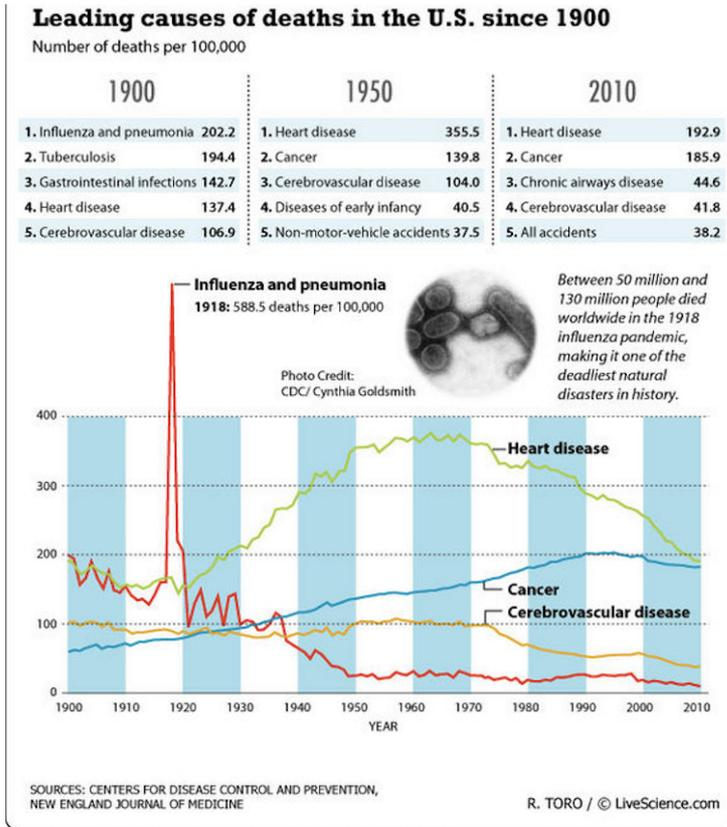 Leading causes of deaths in the U.S. since 1900
Number of deaths per 100,000
1900
1. Influenza and pneumonia 202.2
2. Tuberculosis 194.4
3. Gastrointestinal infections 142.7
4. Heart disease 137.4
5. Cerebrovascular disease 106.9
1950
1. Heart disease 355.5
2. Cancer 139.8
3. Cerebrovascular disease 104.0
4. Diseases of early infancy 40.5
5. Non-motor-vehicle accidents 37.5
2010
1. Heart disease 192.9
2. Cancer 185.9
3. Chronic airways disease 44.6
4. Cerebrovascular disease 41.8
5. All accidents 38.2
Influenza and pneumonia
1918: 588.5 deaths per 100,000
Photo Credit:
CDC/ Cynthia Goldsmith
Between 50 million and
130 million people died
worldwide in the 1918
influenza pandemic,
making it one of the
deadliest natural
disasters in history.
400
300
200
100
0
Heart disease
Cancer
Cerebrovascular disease
1900 1910 1920 1930 1940 1950 1960 1970 1980 1990 2000 2010
YEAR
SOURCES: CENTERS FOR DISEASE CONTROL AND PREVENTION,
NEW ENGLAND JOURNAL OF MEDICINE
R. TORO / © LiveScience.com